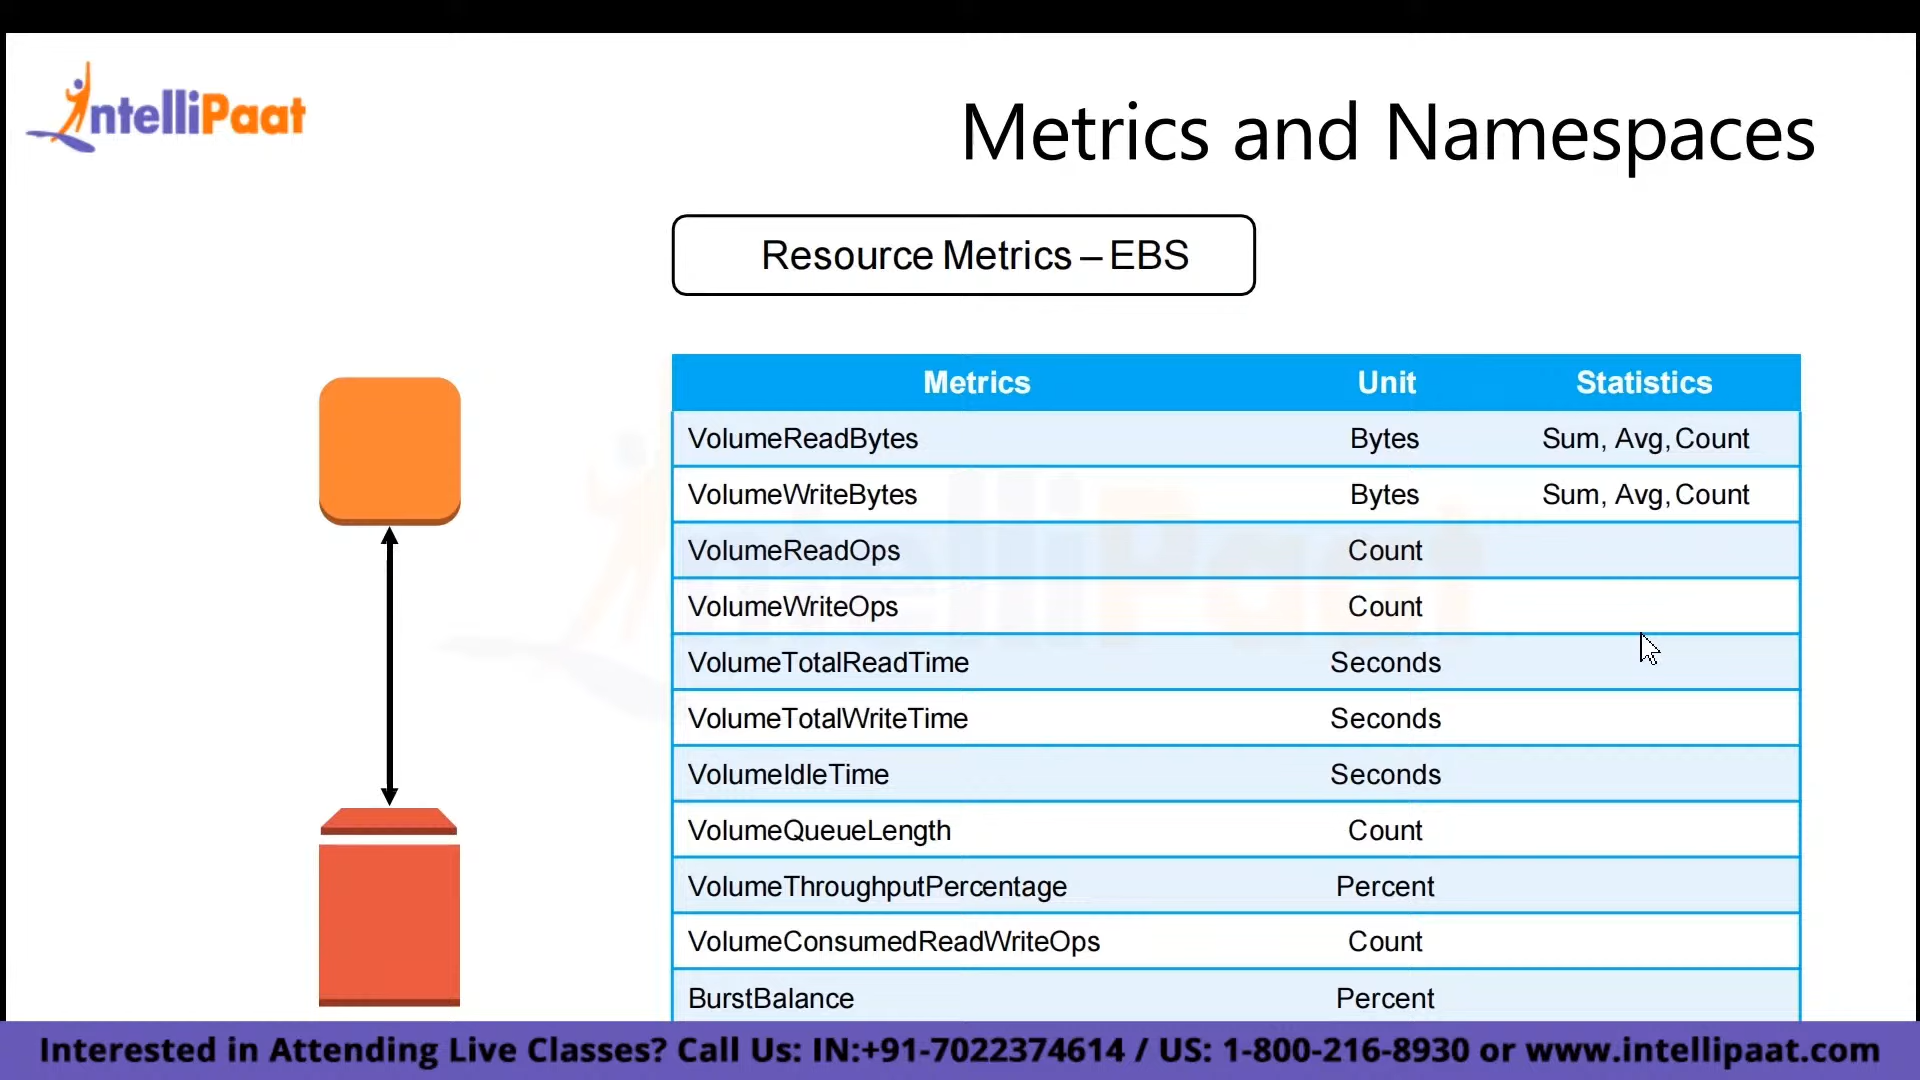 IntelliPaat
Metrics and Namespaces
Resource Metrics – EBS
Metrics Unit Statistics
VolumeReadBytes Bytes Sum, Avg, Count
VolumeWriteBytes Bytes Sum, Avg, Count
VolumeReadOps Count
VolumeWriteOps Count
VolumeTotalReadTime Seconds
VolumeTotalWriteTime Seconds
VolumeIdleTime Seconds
VolumeQueueLength Count
VolumeThroughputPercentage Percent
VolumeConsumedReadWriteOps Count
BurstBalance Percent
Interested in Attending Live Classes? Call Us: IN:+91-7022374614 / US: 1-800-216-8930 or www.intellipaat.com